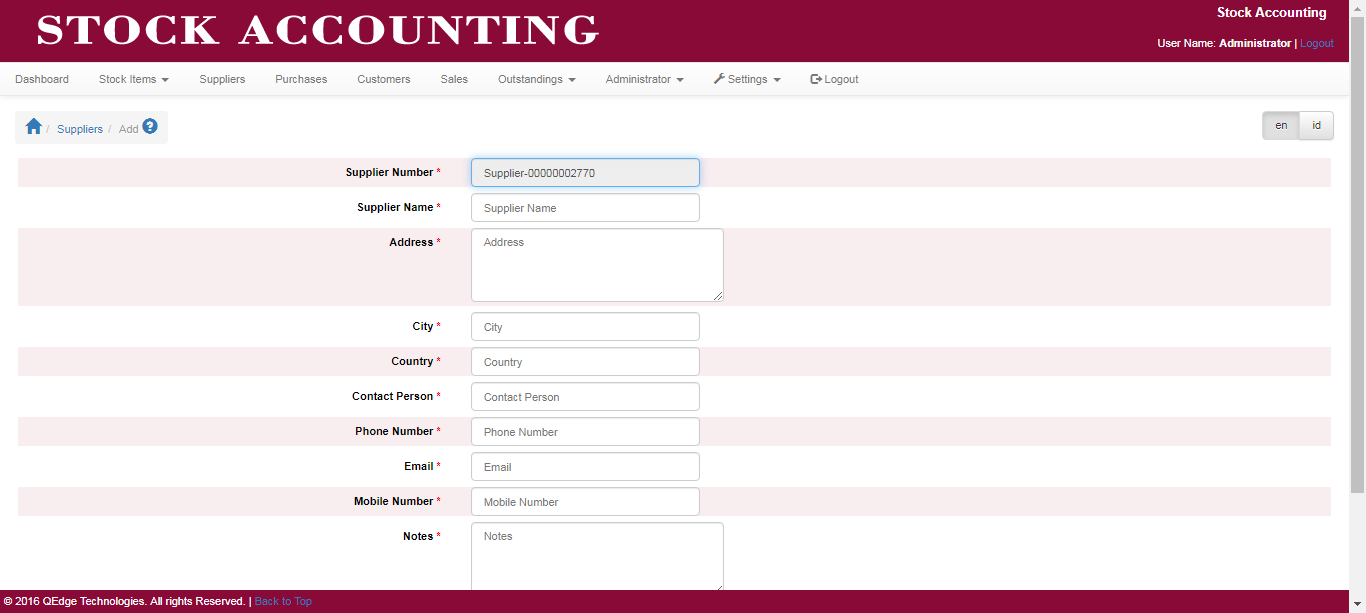 STOCK ACCOUNTING
Stock Accounting
User Name: Administrator | Logout
Dashboard Stock Items Suppliers Purchases Customers Sales Outstandings Administrator Settings Logout
/ Suppliers / Add ?
en id
Supplier Number * Supplier-00000002770
Supplier Name * Supplier Name
Address * Address
City * City
Country * Country
Contact Person * Contact Person
Phone Number * Phone Number
Email * Email
Mobile Number * Mobile Number
Notes * Notes
© 2016 QEdge Technologies. All rights Reserved. | Back to Top